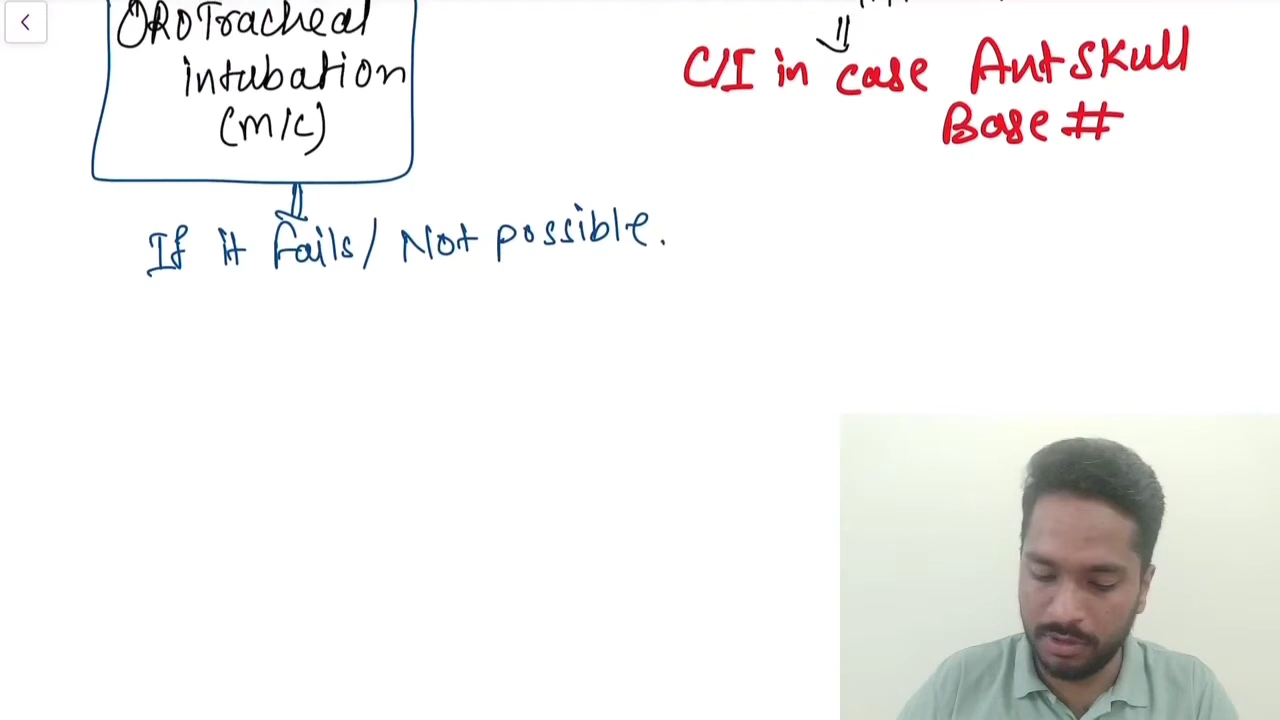 OROTracheal
intubation
(m/c)
If it fails/ Not possible.
C/I in case Ant Skull
Base #